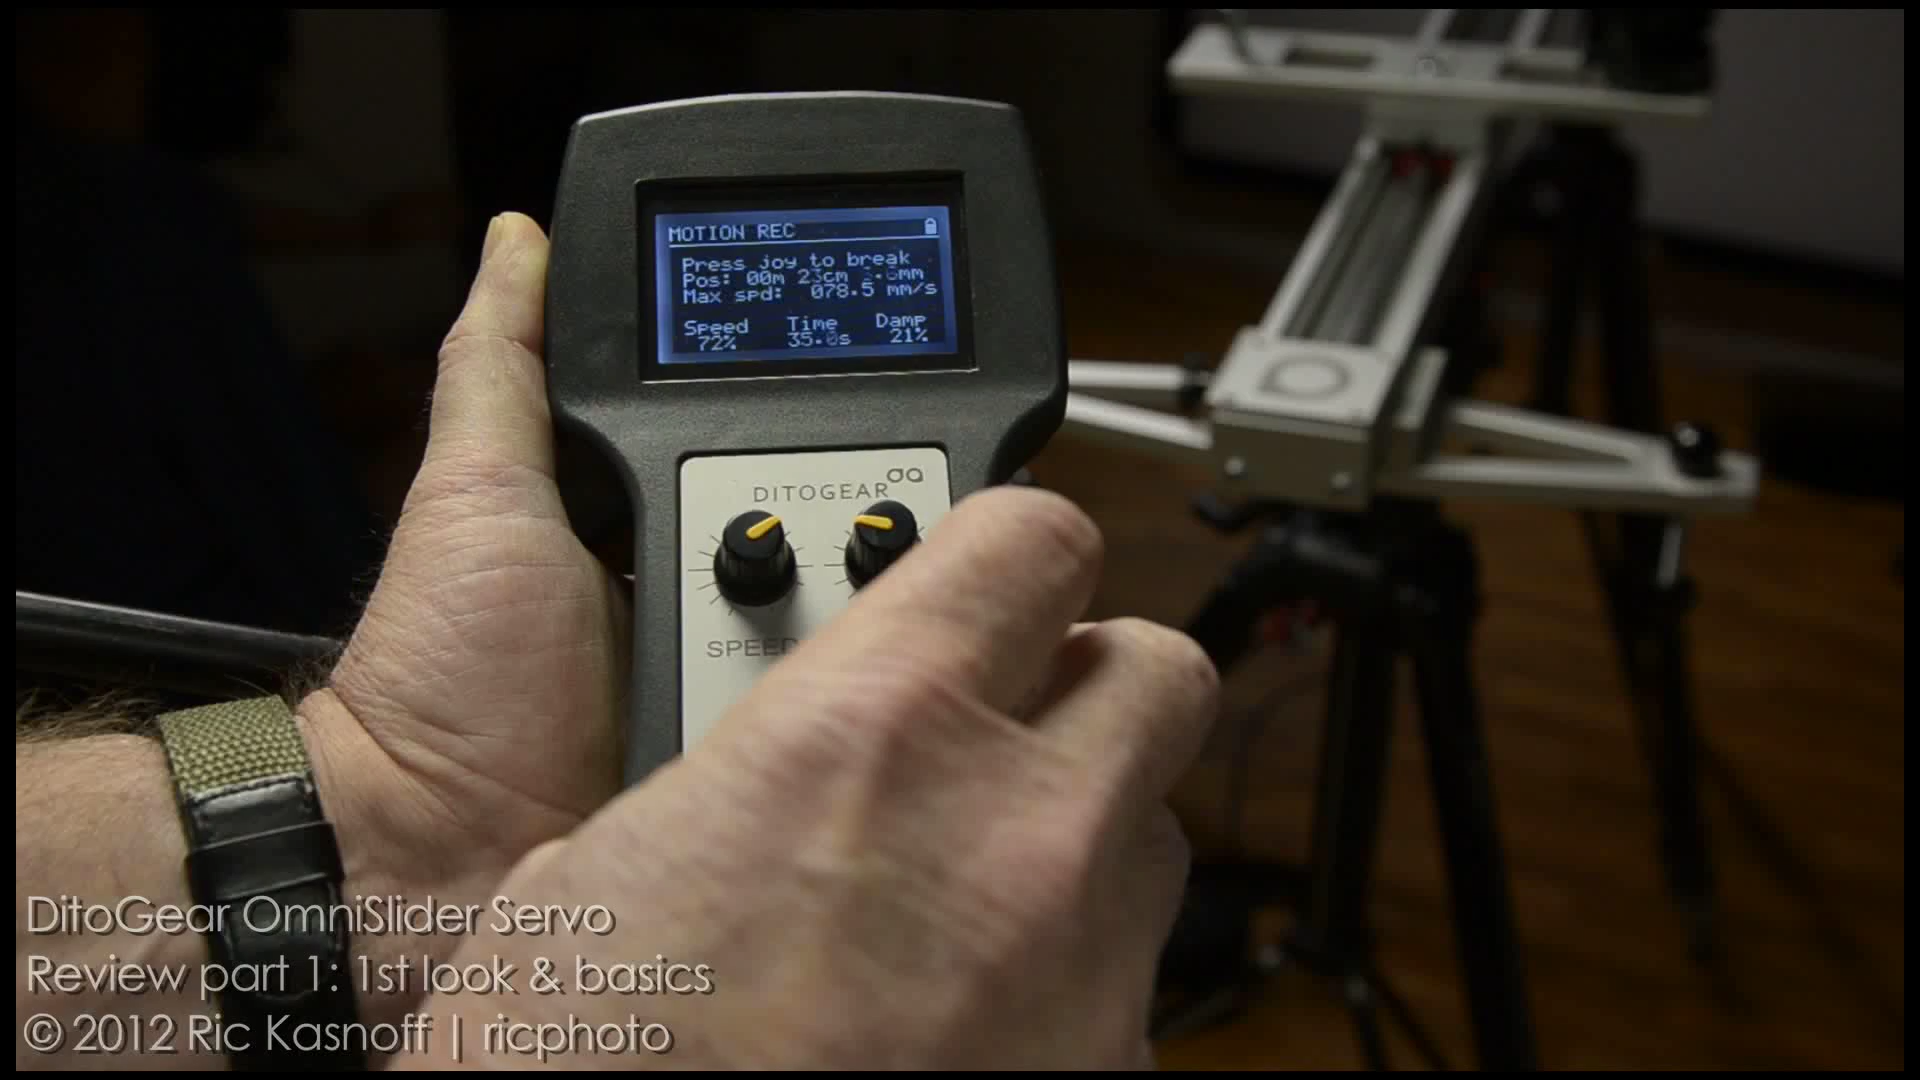 MOTION REC
Press joy to break
Pos: 00m 23cm
Max spd: 078.5 mm/s
Speed Time Damp
72% 35.0s 21%
DITOGEAR
SPEED
DitoGear OmniSlider Servo
Review part 1: 1st look & basics
© 2012 Ric Kasnoff | ricphoto